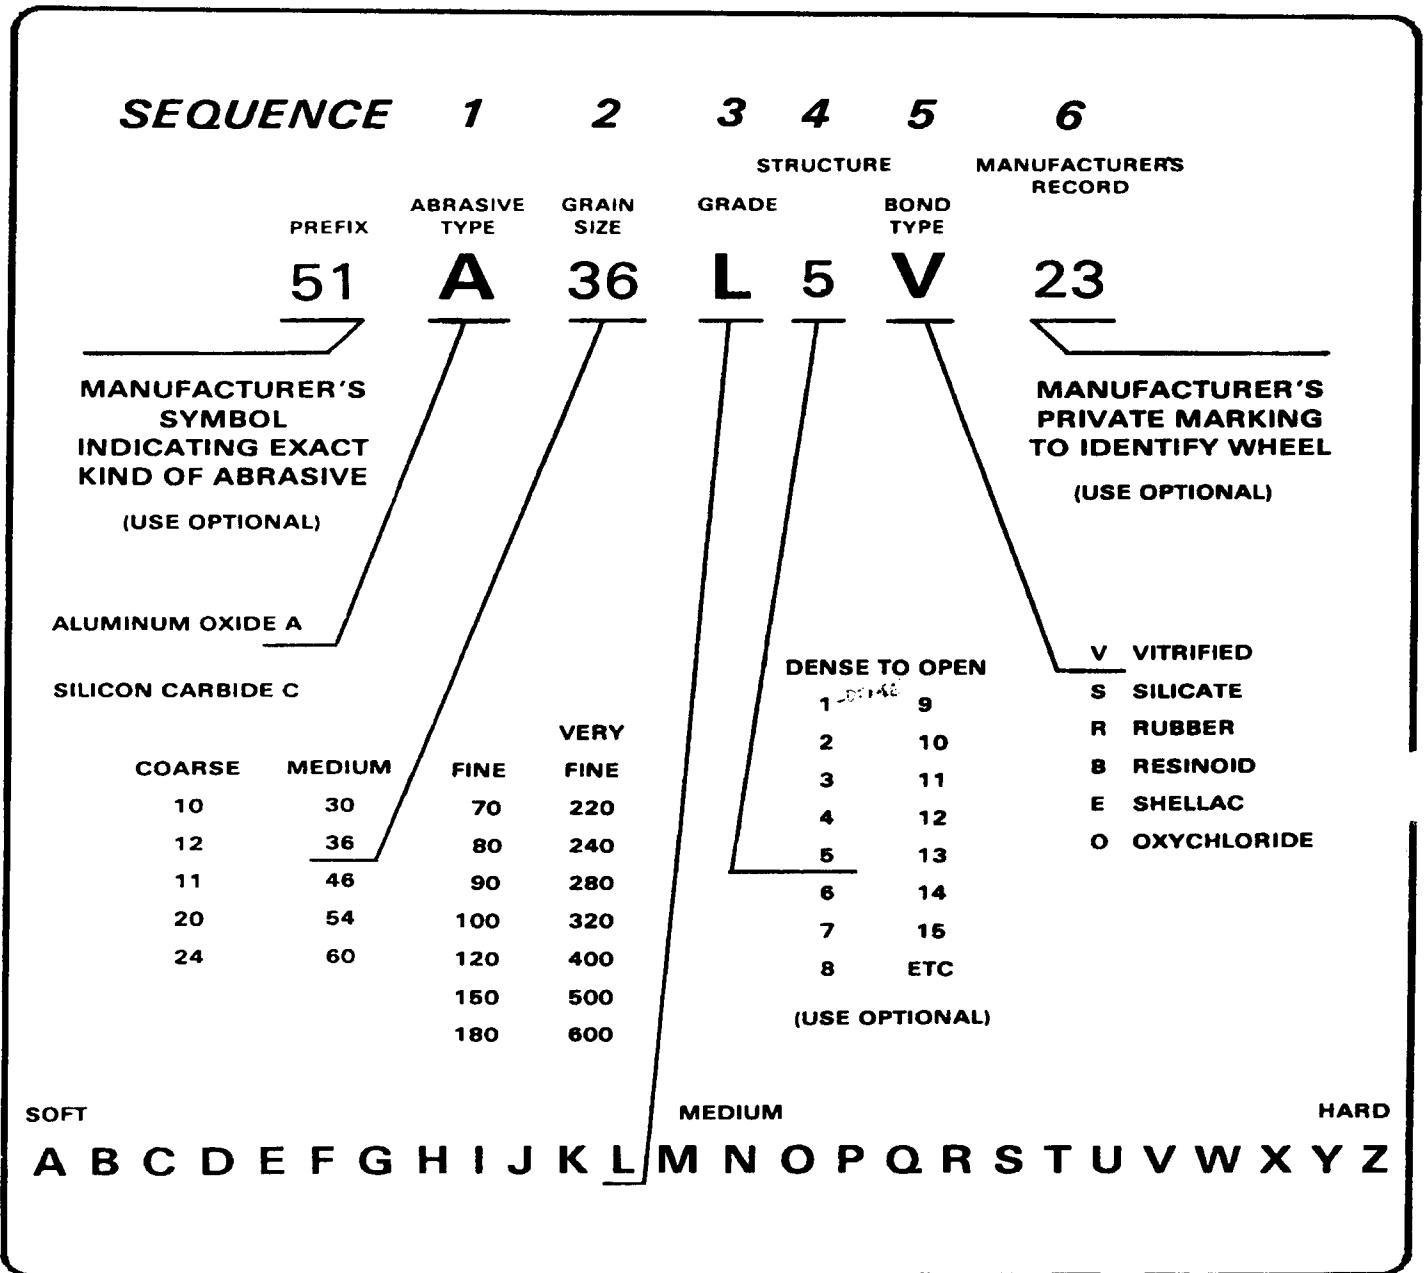 SEQUENCE 1 2 3 4 5 6
STRUCTURE MANUFACTURER'S
RECORD
ABRASIVE GRAIN GRADE BOND
PREFIX TYPE SIZE TYPE
51 A 36 L 5 V 23
MANUFACTURER'S
SYMBOL
INDICATING EXACT
KIND OF ABRASIVE
(USE OPTIONAL)
MANUFACTURER'S
PRIVATE MARKING
TO IDENTIFY WHEEL
(USE OPTIONAL)
ALUMINUM OXIDE A
SILICON CARBIDE C
VERY
COARSE MEDIUM FINE FINE
10 30 70 220
12 36 80 240
11 46 90 280
20 54 100 320
24 60 120 400
150 500
180 600
DENSE TO OPEN
1 9
2 10
3 11
4 12
5 13
6 14
7 15
8 ETC
(USE OPTIONAL)
V VITRIFIED
S SILICATE
R RUBBER
B RESINOID
E SHELLAC
O OXYCHLORIDE
SOFT MEDIUM HARD
A B C D E F G H I J K L M N O P Q R S T U V W X Y Z